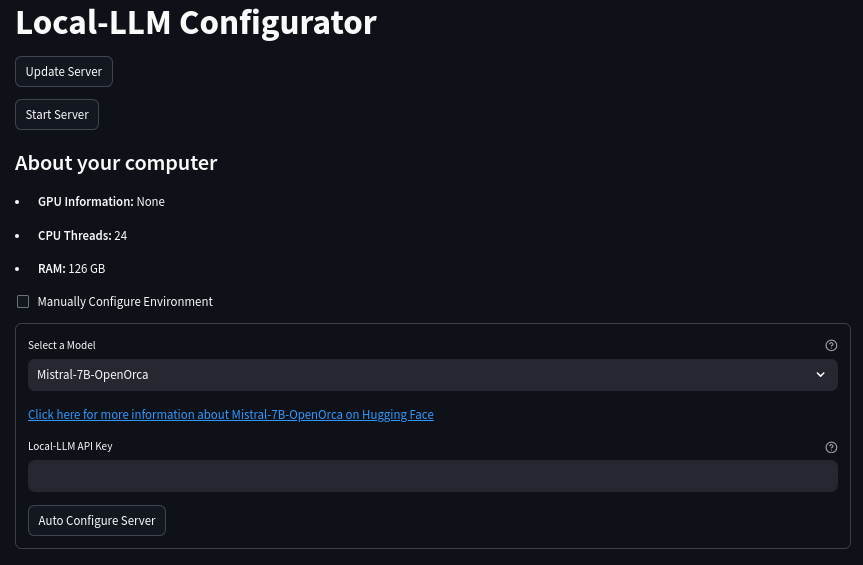 Local-LLM Configurator
Update Server
Start Server
About your computer
GPU Information: None
CPU Threads: 24
RAM: 126 GB
Manually Configure Environment
Select a Model
Mistral-7B-OpenOrca
Click here for more information about Mistral-7B-OpenOrca on Hugging Face
Local-LLM API Key
Auto Configure Server